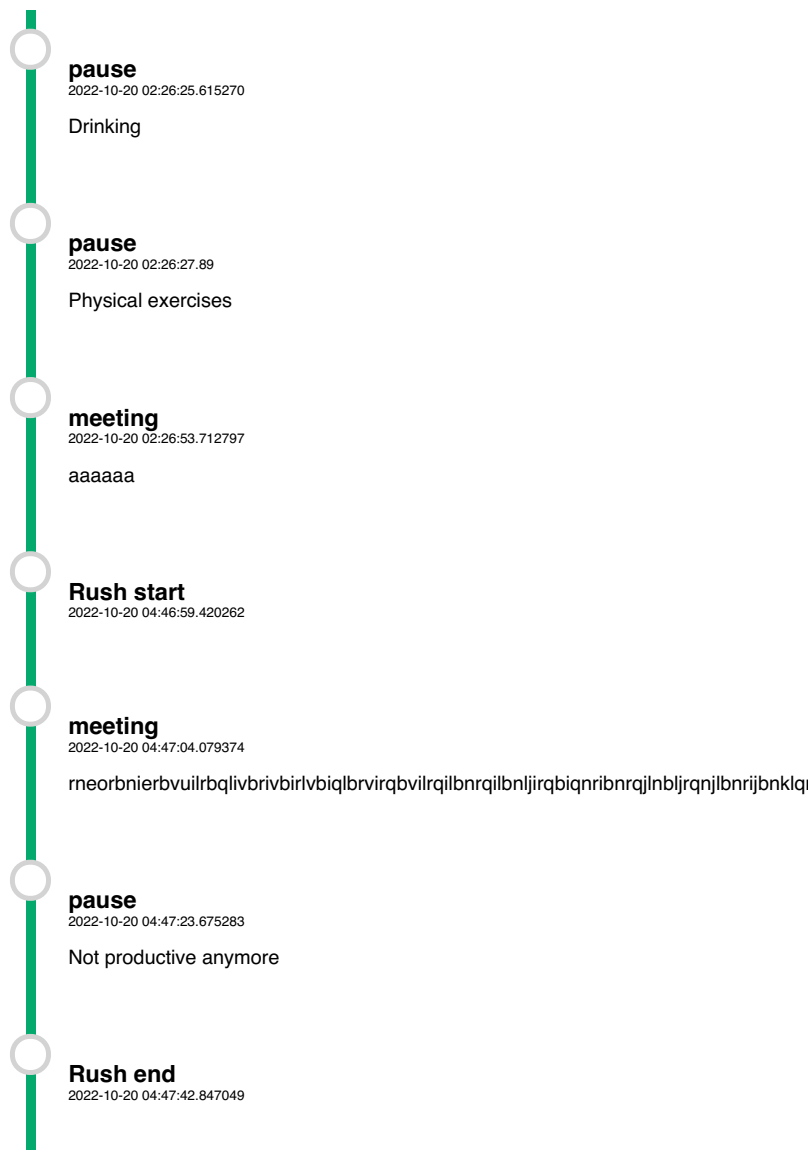 pause
2022-10-20 02:26:25.615270
Drinking
pause
2022-10-20 02:26:27.89
Physical exercises
meeting
2022-10-20 02:26:53.712797
aaaaaa
Rush start
2022-10-20 04:46:59.420262
meeting
2022-10-20 04:47:04.079374
rneorbnierbvuilrbqlivbrivbirlvbiqlbrvirqbvilrqilbnrqilbnljirqbiqnribnrqjlnbljrqnjlbnrijbnklqr
pause
2022-10-20 04:47:23.675283
Not productive anymore
Rush end
2022-10-20 04:47:42.847049